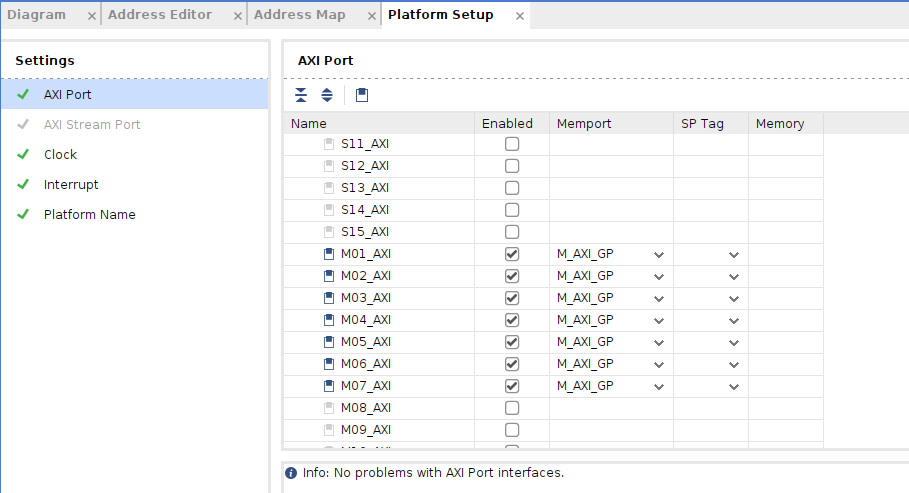 Diagram Address Editor Address Map Platform Setup
Settings
AXI Port
AXI Stream Port
Clock
Interrupt
Platform Name
AXI Port
Name Enabled Memport SP Tag Memory
S11_AXI
S12_AXI
S13_AXI
S14_AXI
S15_AXI
M01_AXI M_AXI_GP
M02_AXI M_AXI_GP
M03_AXI M_AXI_GP
M04_AXI M_AXI_GP
M05_AXI M_AXI_GP
M06_AXI M_AXI_GP
M07_AXI M_AXI_GP
M08_AXI
M09_AXI
Info: No problems with AXI Port interfaces.